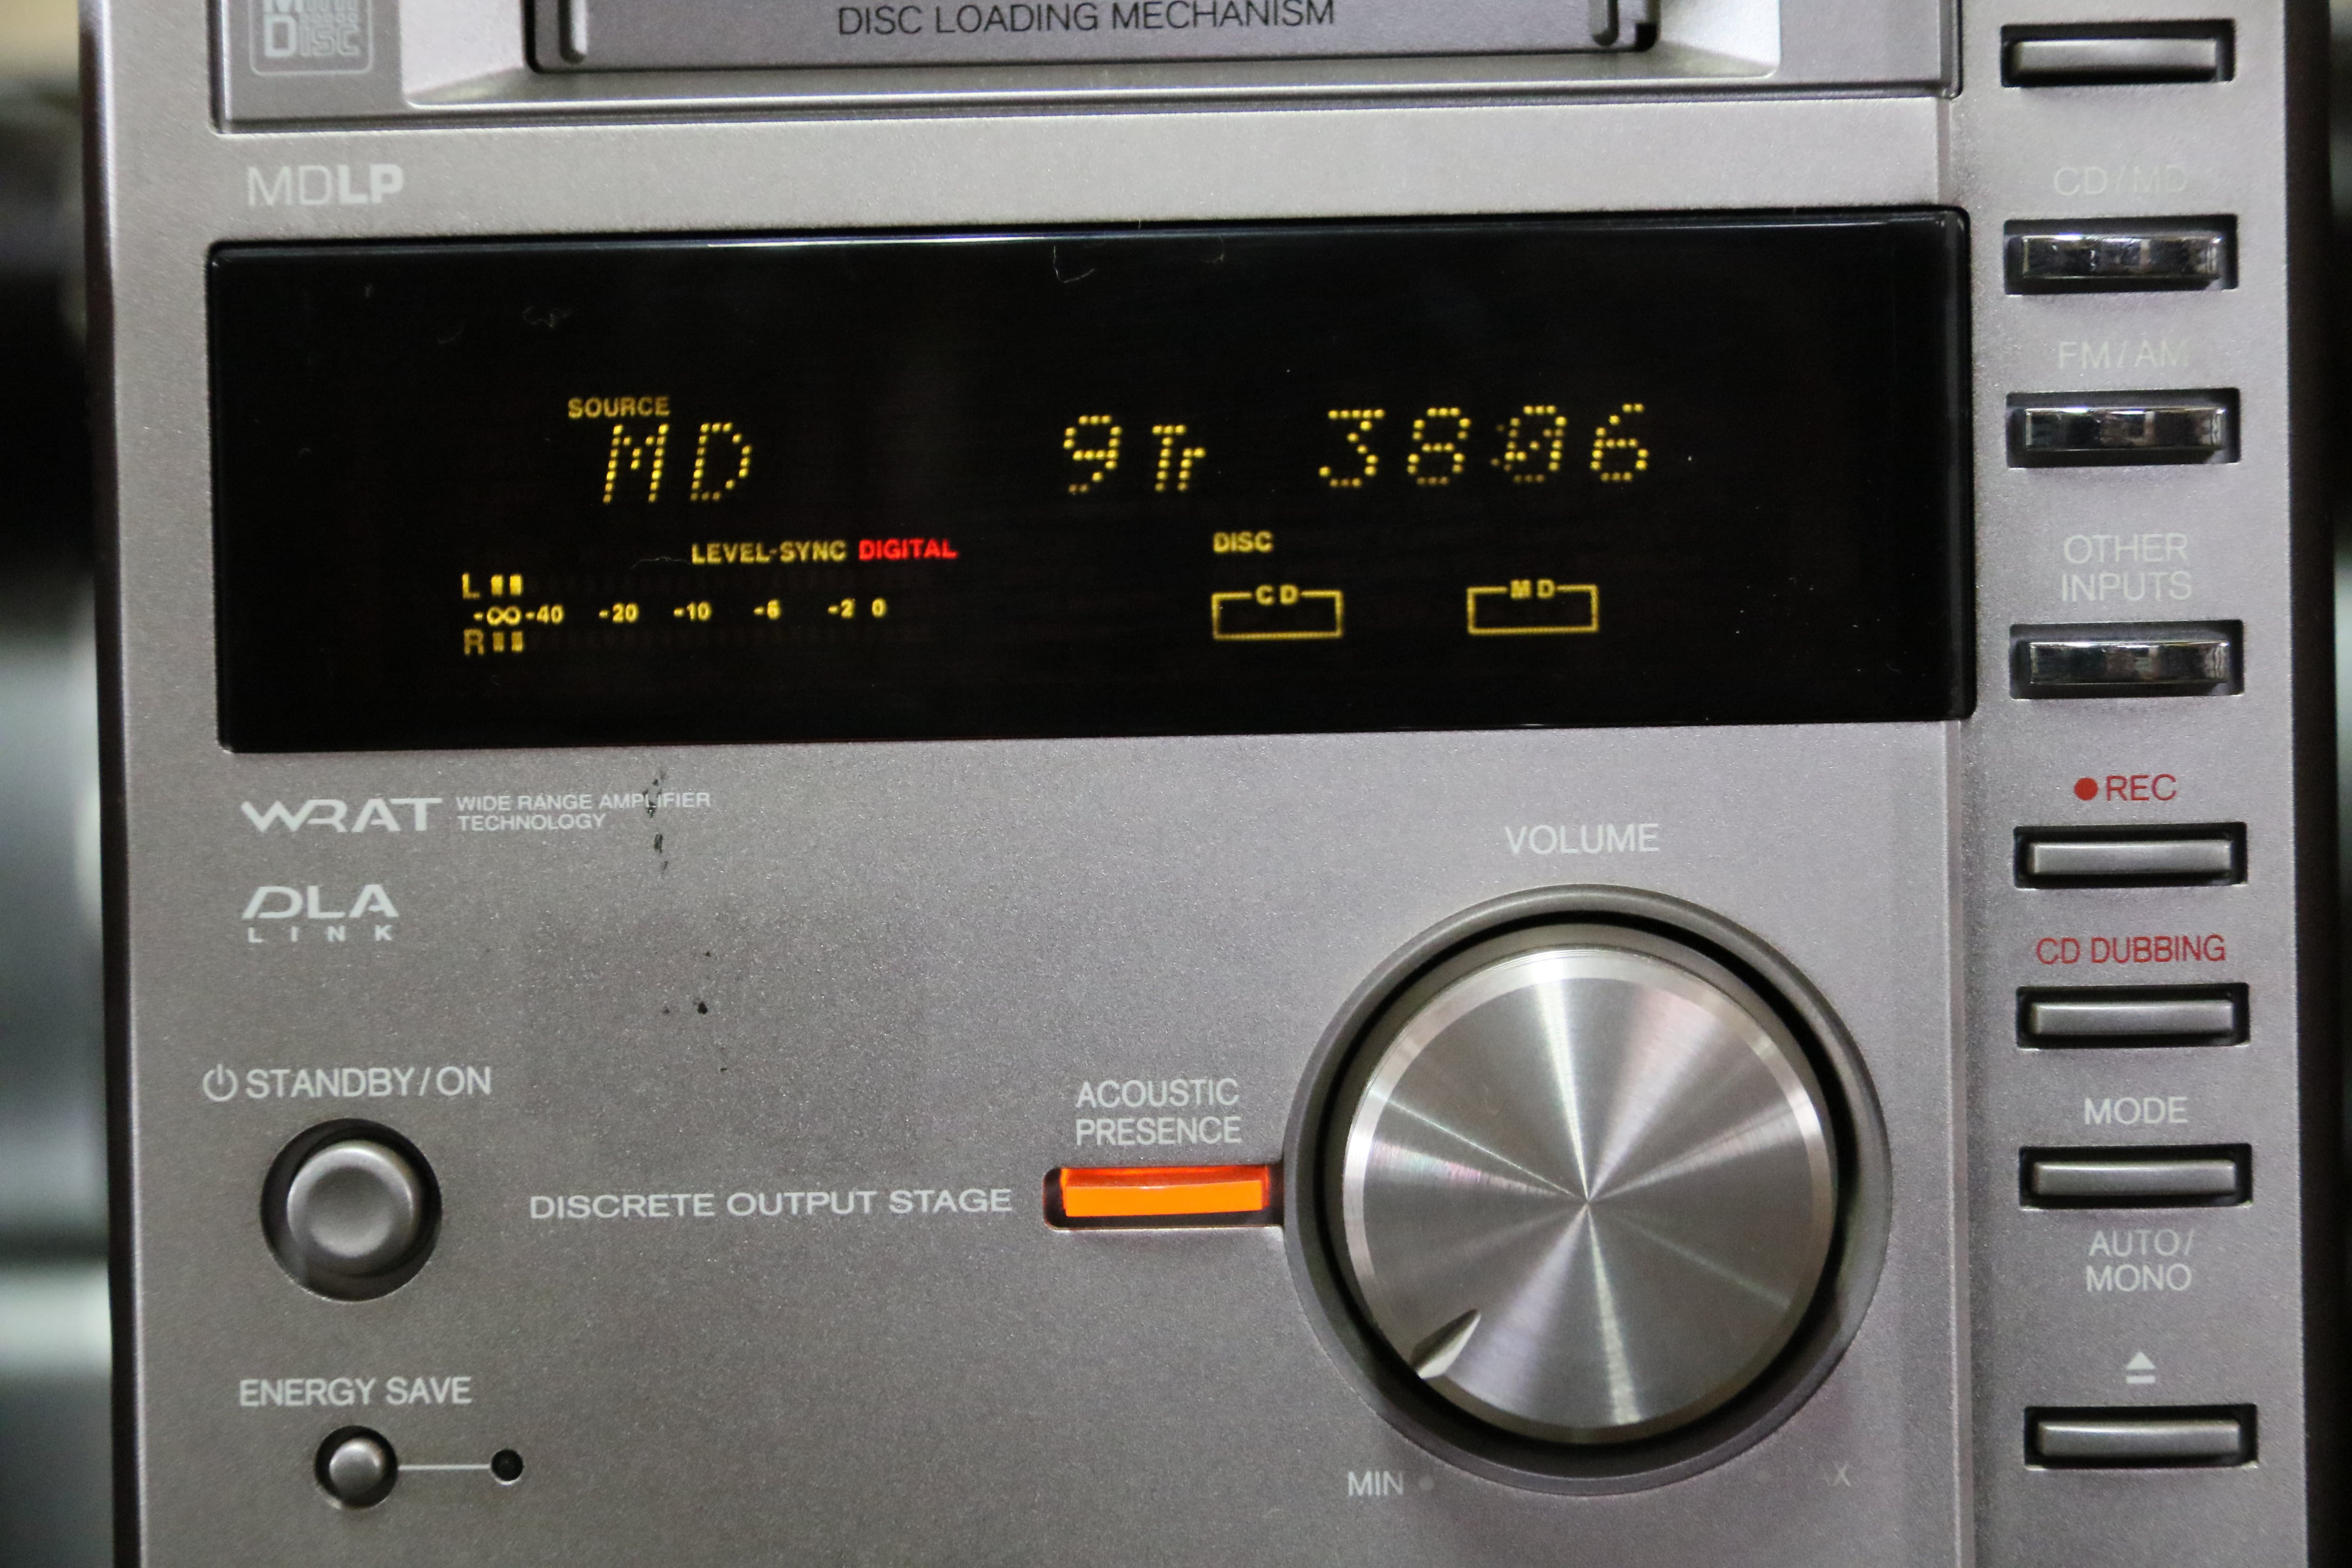 MINI
DISC
DISC LOADING MECHANISM
MDLP
CD/MD
FM/AM
SOURCE
MD 9Tr 38:06
LEVEL-SYNC DIGITAL
DISC
L
-∞ -40 -20 -10 -6 -2 0
R
CD MD
OTHER
INPUTS
REC
WRAT WIDE RANGE AMPLIFIER
TECHNOLOGY
VOLUME
DLA
LINK
CD DUBBING
STANDBY/ON
ACOUSTIC
PRESENCE
MODE
DISCRETE OUTPUT STAGE
AUTO/
MONO
ENERGY SAVE
MIN